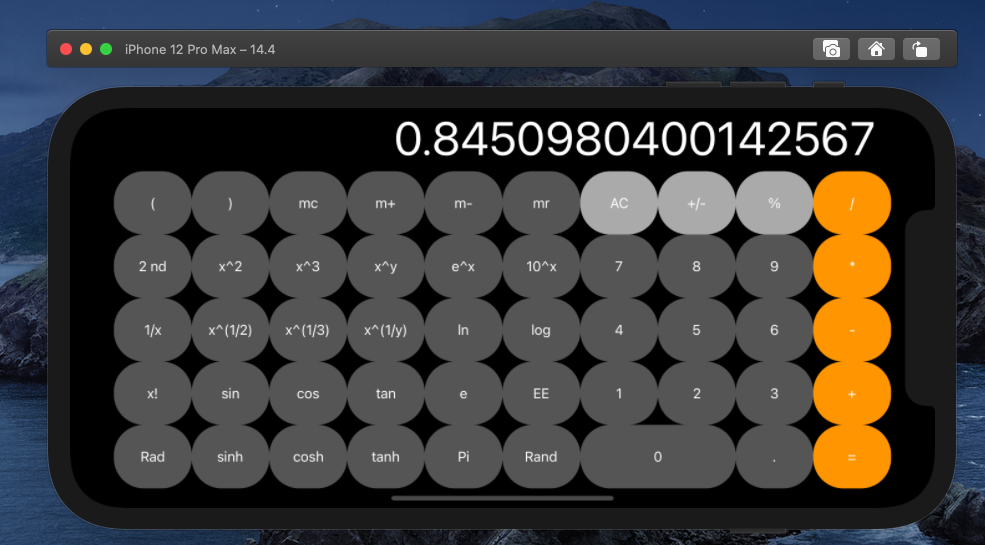 iPhone 12 Pro Max – 14.4
0.8450980400142567
( ) mc m+ m- mr AC +/- % /
2 nd x^2 x^3 x^y e^x 10^x 7 8 9 *
1/x x^(1/2) x^(1/3) x^(1/y) ln log 4 5 6 -
x! sin cos tan e EE 1 2 3 +
Rad sinh cosh tanh Pi Rand 0 . =